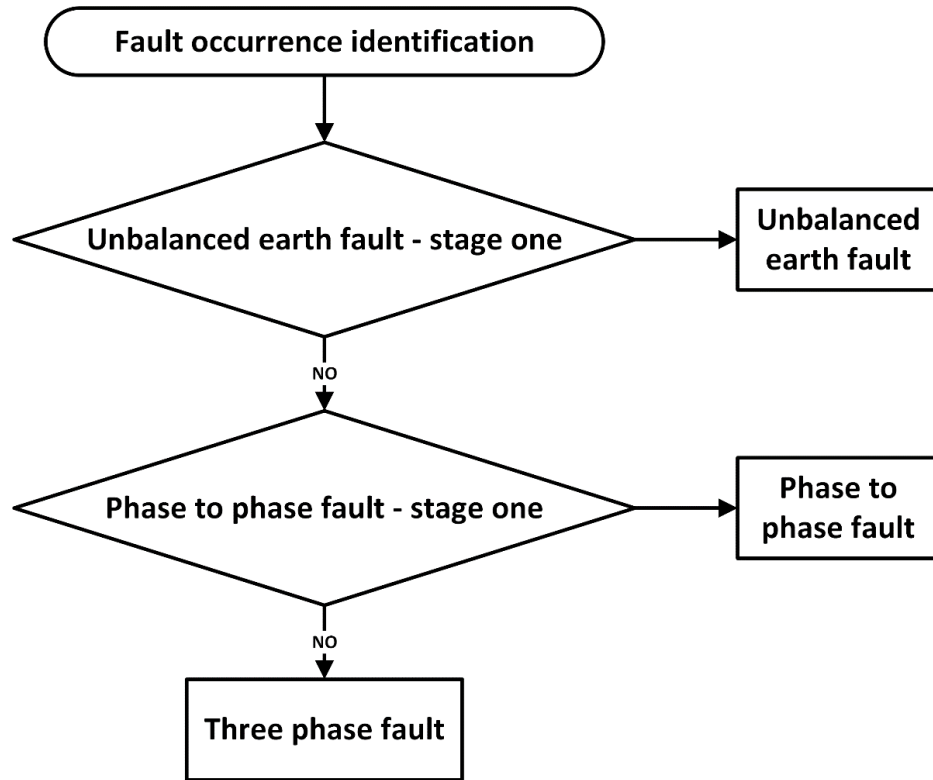 Fault occurrence identification
Unbalanced earth fault - stage one
Unbalanced
earth fault
NO
Phase to phase fault - stage one
Phase to
phase fault
NO
Three phase fault